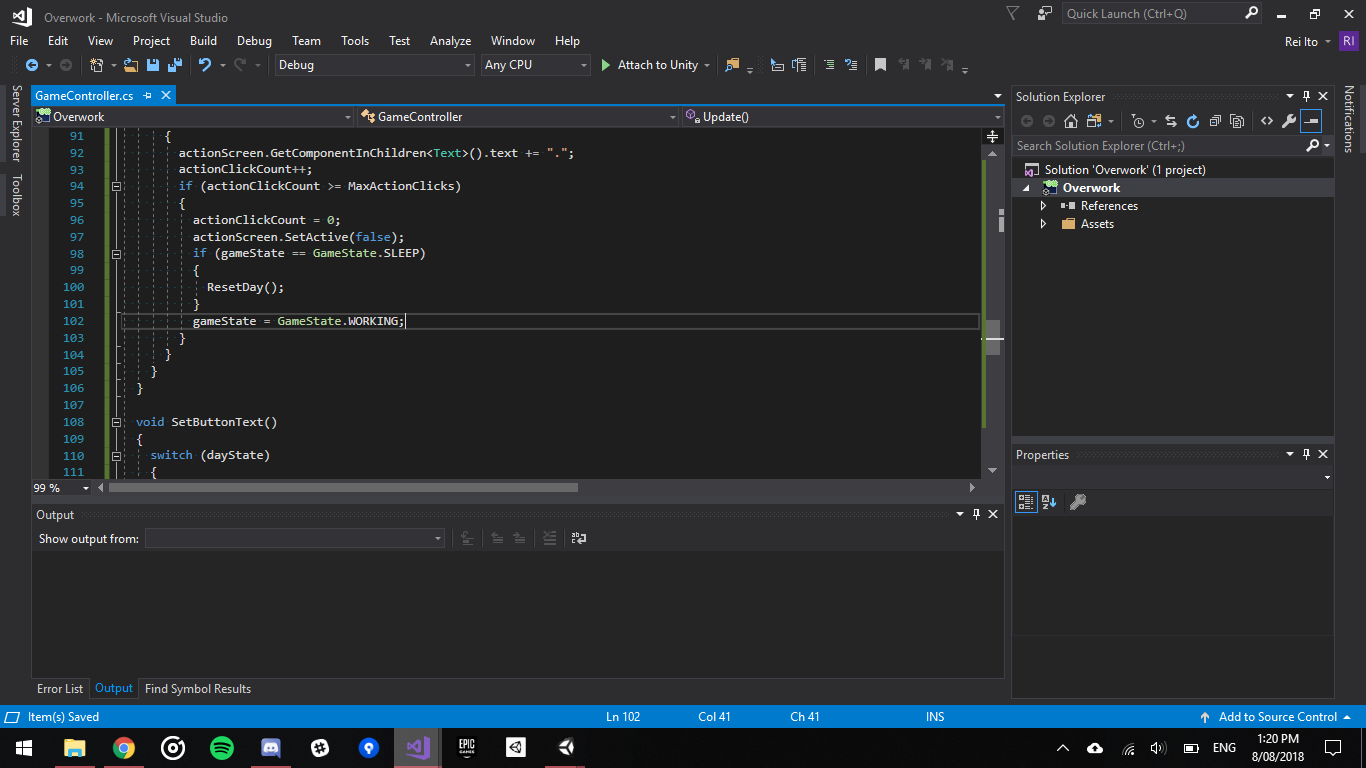 Overwork - Microsoft Visual Studio
Quick Launch (Ctrl+Q)
File Edit View Project Build Debug Team Tools Test Analyze Window Help
Rei Ito RI
Debug Any CPU Attach to Unity
Server Explorer
Toolbox
GameController.cs
Overwork GameController Update()
91 {
92 actionScreen.GetComponentInChildren<Text>().text += ".";
93 actionClickCount++;
94 if (actionClickCount >= MaxActionClicks)
95 {
96 actionClickCount = 0;
97 actionScreen.SetActive(false);
98 if (gameState == GameState.SLEEP)
99 {
100 ResetDay();
101 }
102 gameState = GameState.WORKING;
103 }
104 }
105 }
106 }
107
108 void SetButtonText()
109 {
110 switch (dayState)
111 {
99 %
Output
Show output from:
Error List Output Find Symbol Results
Solution Explorer
Search Solution Explorer (Ctrl+;)
Solution 'Overwork' (1 project)
Overwork
References
Assets
Properties
Notifications
Item(s) Saved Ln 102 Col 41 Ch 41 INS Add to Source Control
EPIC GAMES
ENG
1:20 PM
8/08/2018